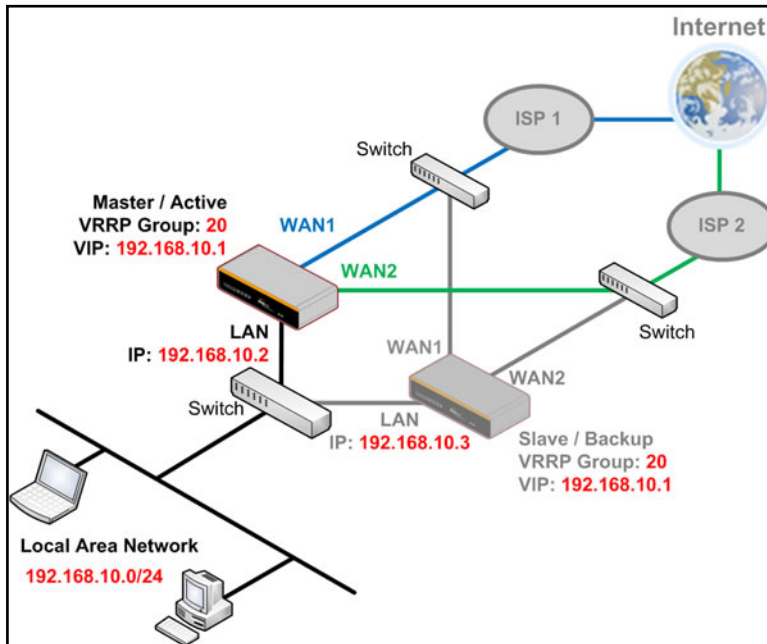 Internet
ISP 1
Switch
Master / Active
VRRP Group: 20
VIP: 192.168.10.1
WAN1
ISP 2
WAN2
Switch
LAN
IP: 192.168.10.2
WAN1
WAN2
Switch
LAN
IP: 192.168.10.3
Slave / Backup
VRRP Group: 20
VIP: 192.168.10.1
Local Area Network
192.168.10.0/24